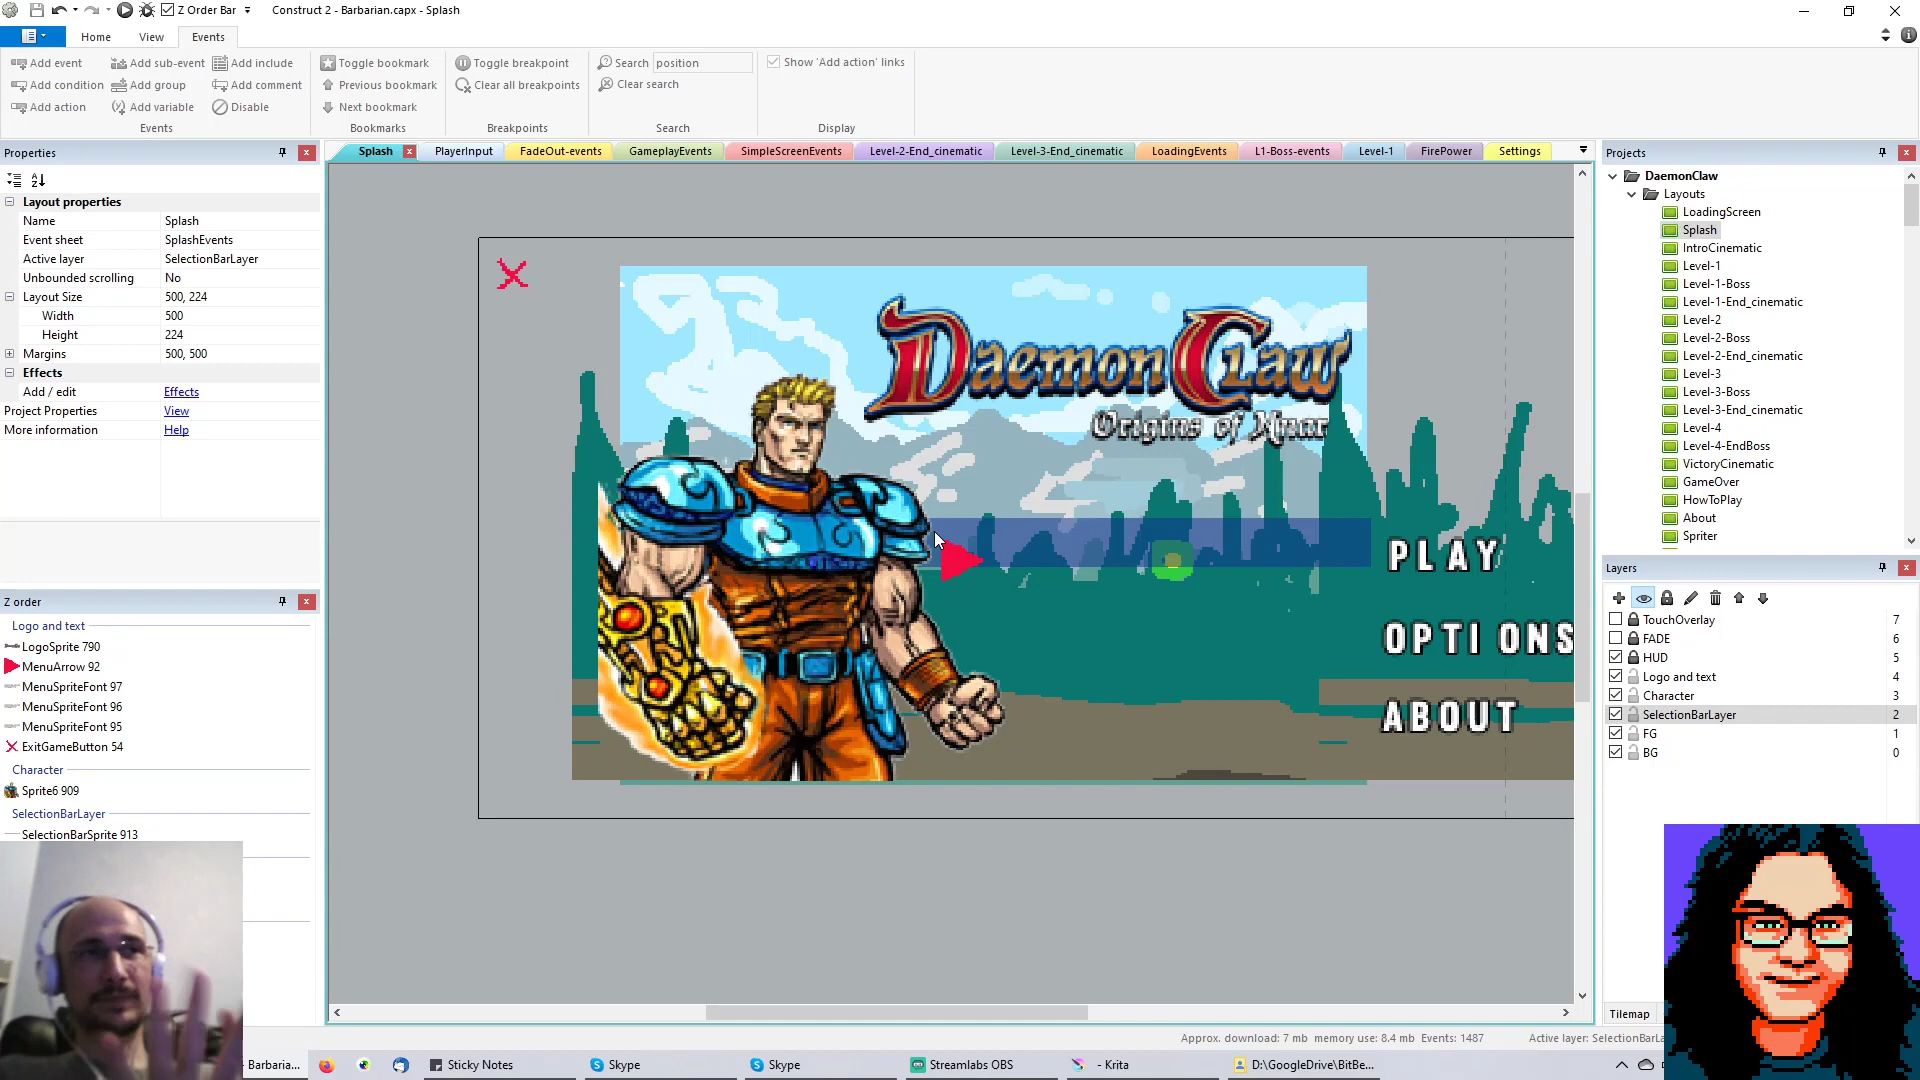 Z Order Bar
Construct 2 - Barbarian.capx - Splash
Home
View
Events
Add event
Add sub-event
Add include
Add condition
Add group
Add comment
Add action
Add variable
Disable
Events
Toggle bookmark
Previous bookmark
Next bookmark
Bookmarks
Toggle breakpoint
Clear all breakpoints
Breakpoints
Search
position
Clear search
Search
Show 'Add action' links
Display
Properties
Layout properties
Name Splash
Event sheet SplashEvents
Active layer SelectionBarLayer
Unbounded scrolling No
Layout Size 500, 224
Width 500
Height 224
Margins 500, 500
Effects
Add / edit Effects
Project Properties View
More information Help
Z order
Logo and text
LogoSprite 790
MenuArrow 92
MenuSpriteFont 97
MenuSpriteFont 96
MenuSpriteFont 95
ExitGameButton 54
Character
Sprite6 909
SelectionBarLayer
SelectionBarSprite 913
Splash
PlayerInput
FadeOut-events
GameplayEvents
SimpleScreenEvents
Level-2-End_cinematic
Level-3-End_cinematic
LoadingEvents
L1-Boss-events
Level-1
FirePower
Settings
DaemonClaw
Origins of Nnar
PLAY
OPTIONS
ABOUT
Projects
DaemonClaw
Layouts
LoadingScreen
Splash
IntroCinematic
Level-1
Level-1-Boss
Level-1-End_cinematic
Level-2
Level-2-Boss
Level-2-End_cinematic
Level-3
Level-3-Boss
Level-3-End_cinematic
Level-4
Level-4-EndBoss
VictoryCinematic
GameOver
HowToPlay
About
Spriter
Layers
TouchOverlay 7
FADE 6
HUD 5
Logo and text 4
Character 3
SelectionBarLayer 2
FG 1
BG 0
Tilemap
Approx. download: 7 mb memory use: 8.4 mb Events: 1487
Active layer: SelectionBarLa
Barbarian...
Sticky Notes
Skype
Skype
Streamlabs OBS
- Krita
D:\GoogleDrive\BitBe...